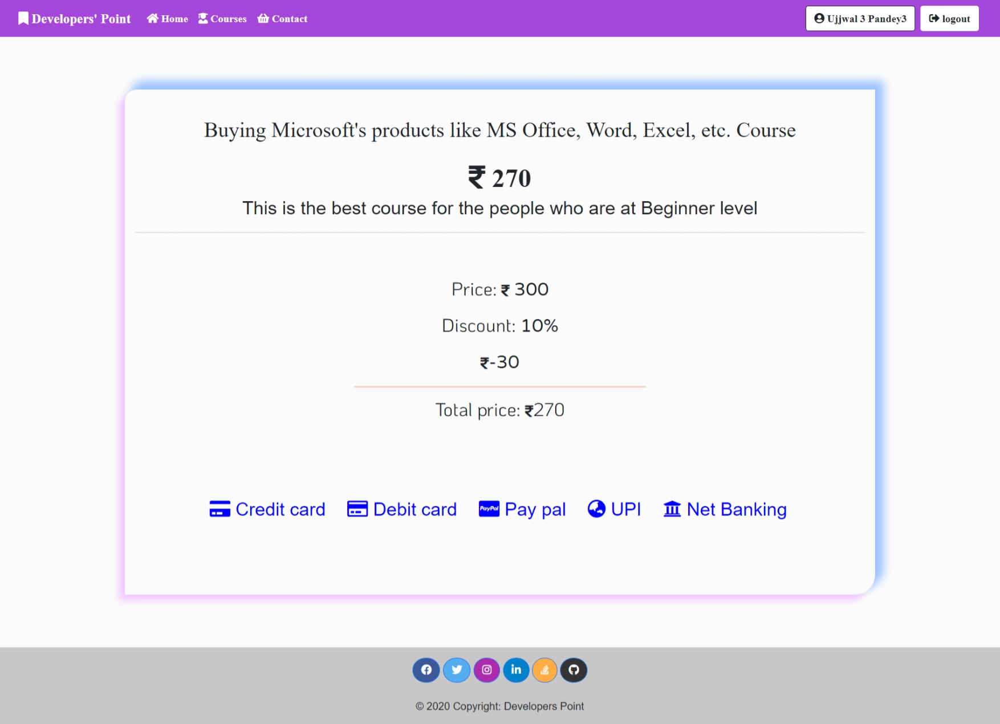 Developers' Point Home Courses Contact Ujjwal 3 Pandey3 logout
Buying Microsoft's products like MS Office, Word, Excel, etc. Course
₹ 270
This is the best course for the people who are at Beginner level
Price: ₹ 300
Discount: 10%
₹-30
Total price: ₹270
Credit card PayPal Debit card Pay pal UPI Net Banking
© 2020 Copyright: Developers Point